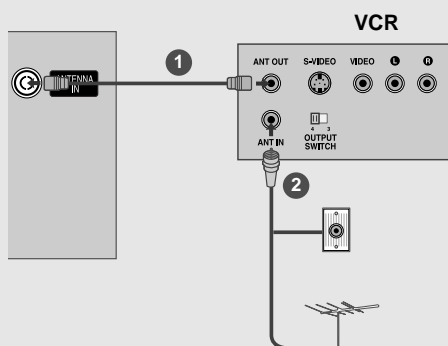 VCR
ANT OUT S-VIDEO VIDEO L R
1
ANTENNA
IN
ANT IN
4 3
OUTPUT
SWITCH
2